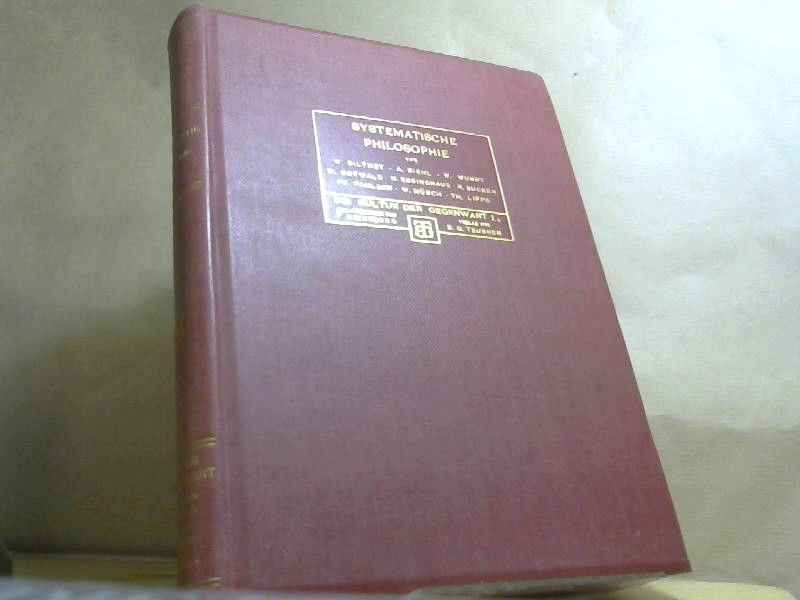 SYSTEMATISCHE
PHILOSOPHIE
VON
W. DILTHEY · A. RIEHL · W. WUNDT
W. OSTWALD · H. EBBINGHAUS · R. EUCKEN
FR. PAULSEN · W. MÜNCH · TH. LIPPS
DIE KULTUR DER GEGENWART I.
VERLAG VON
B. G. TEUBNER